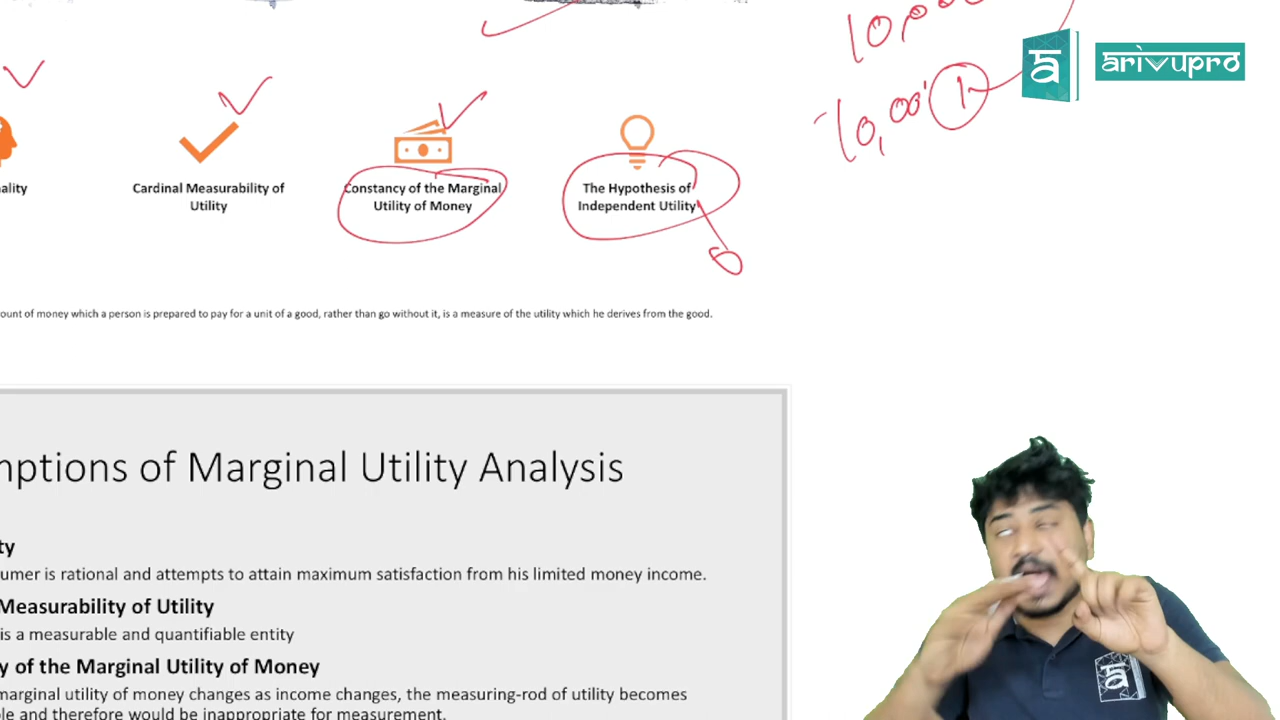 10,000
10,001
arivupro
ality
Cardinal Measurability of
Utility
Constancy of the Marginal
Utility of Money
The Hypothesis of
Independent Utility
ount of money which a person is prepared to pay for a unit of a good, rather than go without it, is a measure of the utility which he derives from the good.
mptions of Marginal Utility Analysis
ty
umer is rational and attempts to attain maximum satisfaction from his limited money income.
Measurability of Utility
is a measurable and quantifiable entity
y of the Marginal Utility of Money
marginal utility of money changes as income changes, the measuring-rod of utility becomes
le and therefore would be inappropriate for measurement.